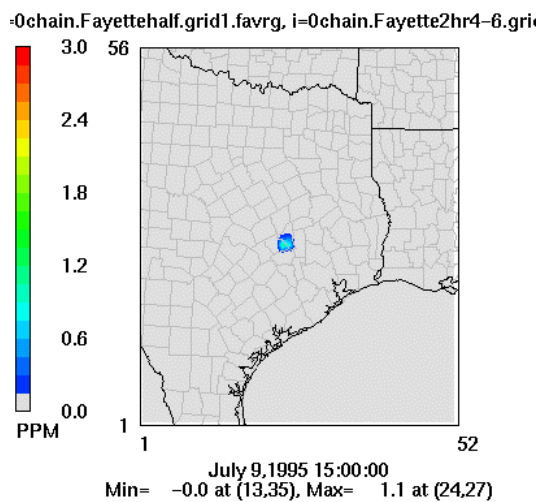 =0chain.Fayettehalf.grid1.favrg, i=0chain.Fayette2hr4-6.gri
3.0
56
2.4
1.8
1.2
0.6
0.0
1
PPM
1
52
July 9,1995 15:00:00
Min= -0.0 at (13,35), Max= 1.1 at (24,27)